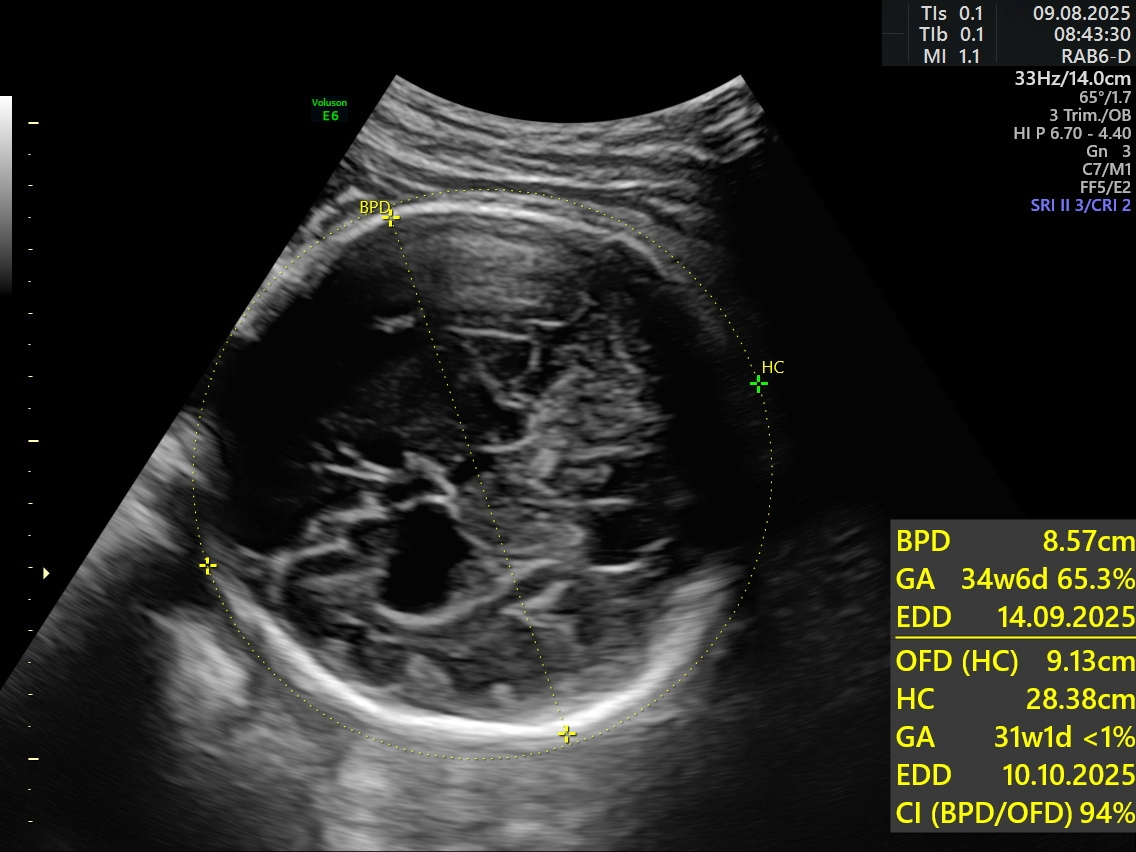 TIs 0.1 09.08.2025
TIb 0.1 08:43:30
MI 1.1 RAB6-D
33Hz/14.0cm
65°/1.7
3 Trim./OB
HI P 6.70 - 4.40
Gn 3
C7/M1
FF5/E2
SRI II 3/CRI 2
Voluson
E6
BPD
HC
BPD 8.57cm
GA 34w6d 65.3%
EDD 14.09.2025
OFD (HC) 9.13cm
HC 28.38cm
GA 31w1d <1%
EDD 10.10.2025
CI (BPD/OFD) 94%